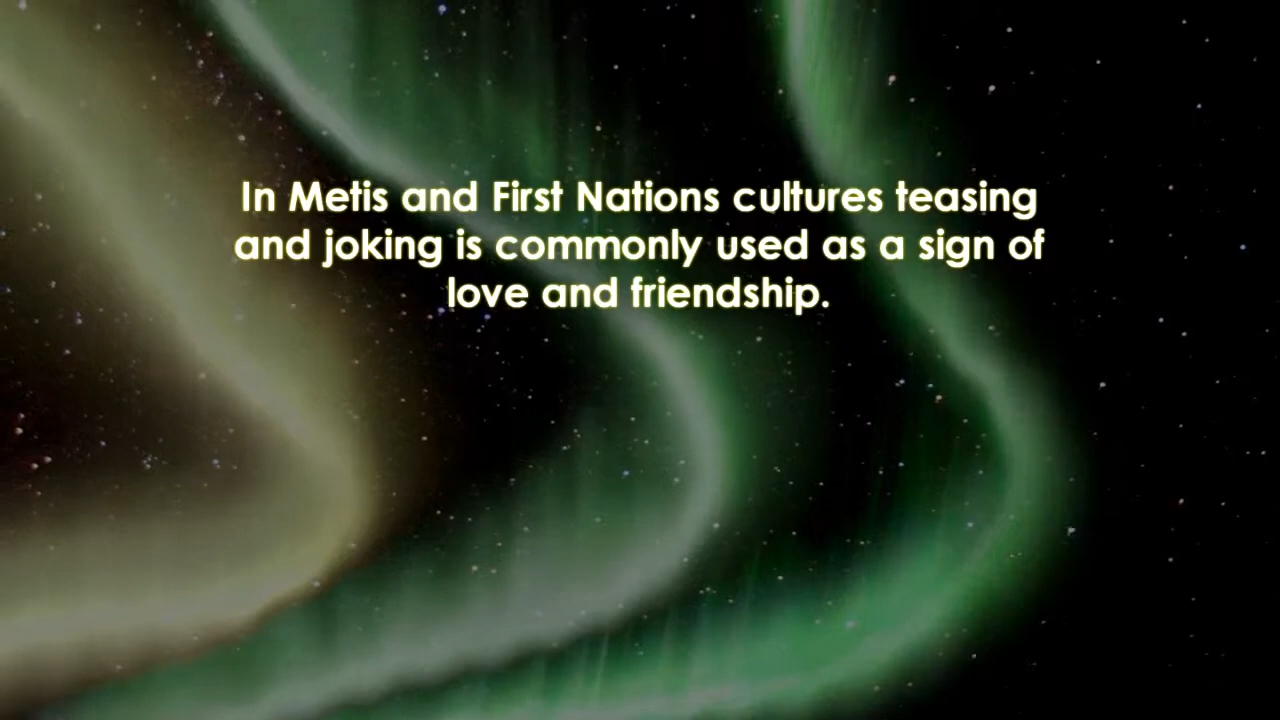 In Metis and First Nations cultures teasing
and joking is commonly used as a sign of
love and friendship.